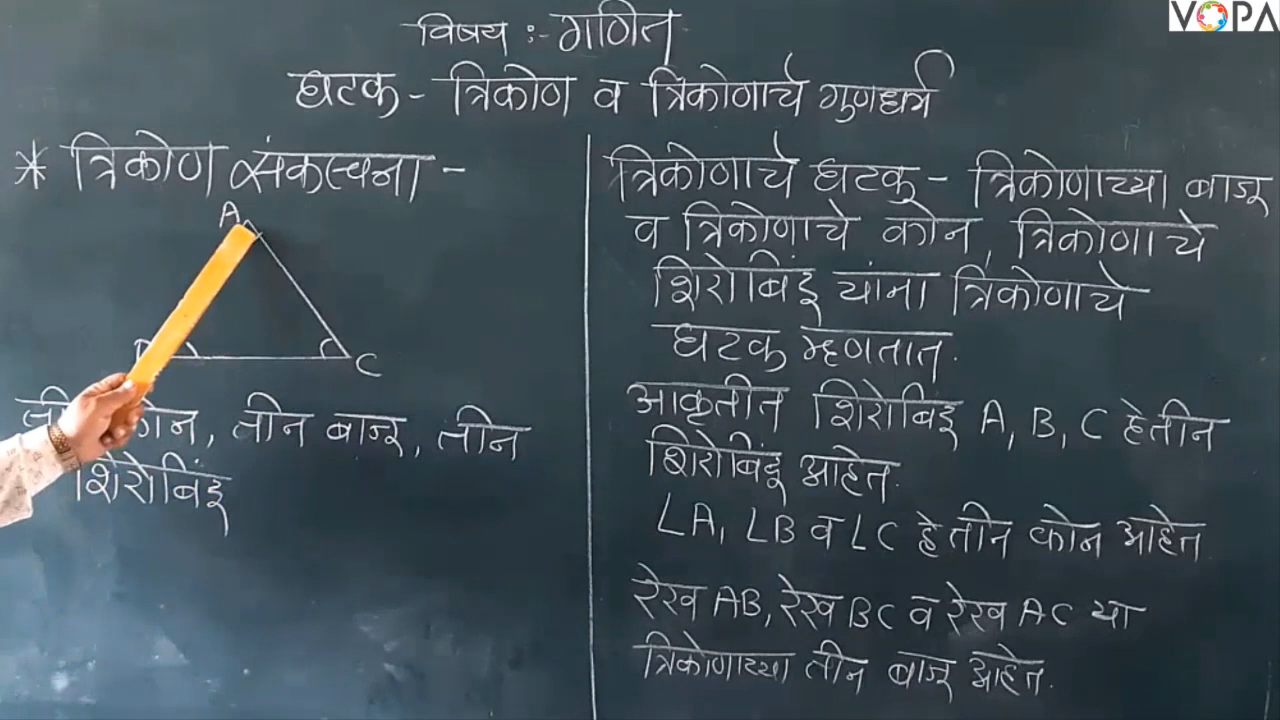 VOPA
विषय :- गणित
घटक - त्रिकोण व त्रिकोणाचे गुणधर्म
* त्रिकोण संकल्पना -
A
C
कोन, तीन बाजू, तीन
शिरोबिंदू
त्रिकोणाचे घटक - त्रिकोणाच्या बाजू
व त्रिकोणाचे कोन, त्रिकोणाचे
शिरोबिंदू यांना त्रिकोणाचे
घटक म्हणतात.
आकृतीत शिरोबिंदू A, B, C हे तीन
शिरोबिंदू आहेत.
∠A, ∠B व ∠C हे तीन कोन आहेत
रेख AB, रेख BC व रेख AC या
त्रिकोणाच्या तीन बाजू आहेत.